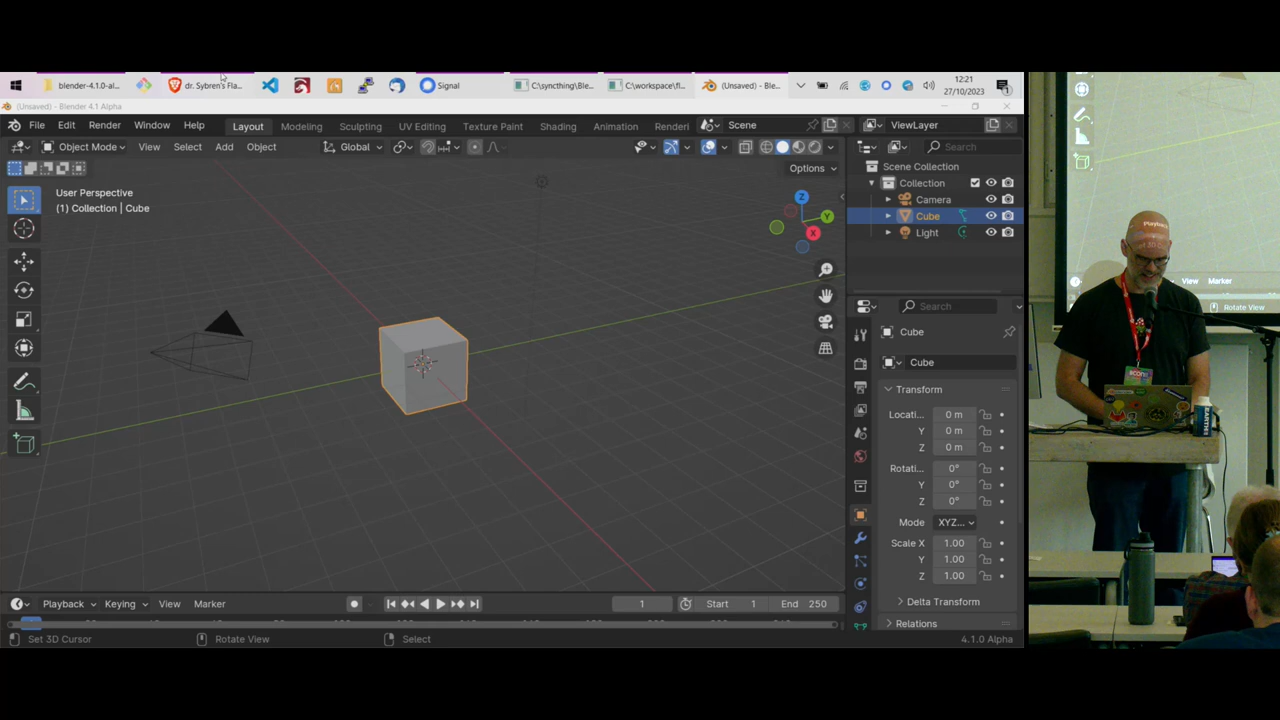 blender-4.1.0-al...
dr. Sybren's Fla...
Signal
C:\syncthing\Ble...
C:\workspace\fl...
(Unsaved) - Ble...
12:21
27/10/2023
1
(Unsaved) - Blender 4.1 Alpha
File Edit Render Window Help
Layout Modeling Sculpting UV Editing Texture Paint Shading Animation Renderi
Scene
ViewLayer
Object Mode View Select Add Object
Global
Search
Options
User Perspective
(1) Collection | Cube
Z
Y
X
Scene Collection
Collection
Camera
Cube
Light
Search
Cube
Cube
Transform
Locati... 0 m
Y 0 m
Z 0 m
Rotati... 0°
Y 0°
Z 0°
Mode XYZ...
Scale X 1.00
Y 1.00
Z 1.00
Delta Transform
Relations
Playback Keying View Marker
1
Start 1
End 250
Set 3D Cursor
Rotate View
Select
4.1.0 Alpha
Playback
View Marker
Rotate View